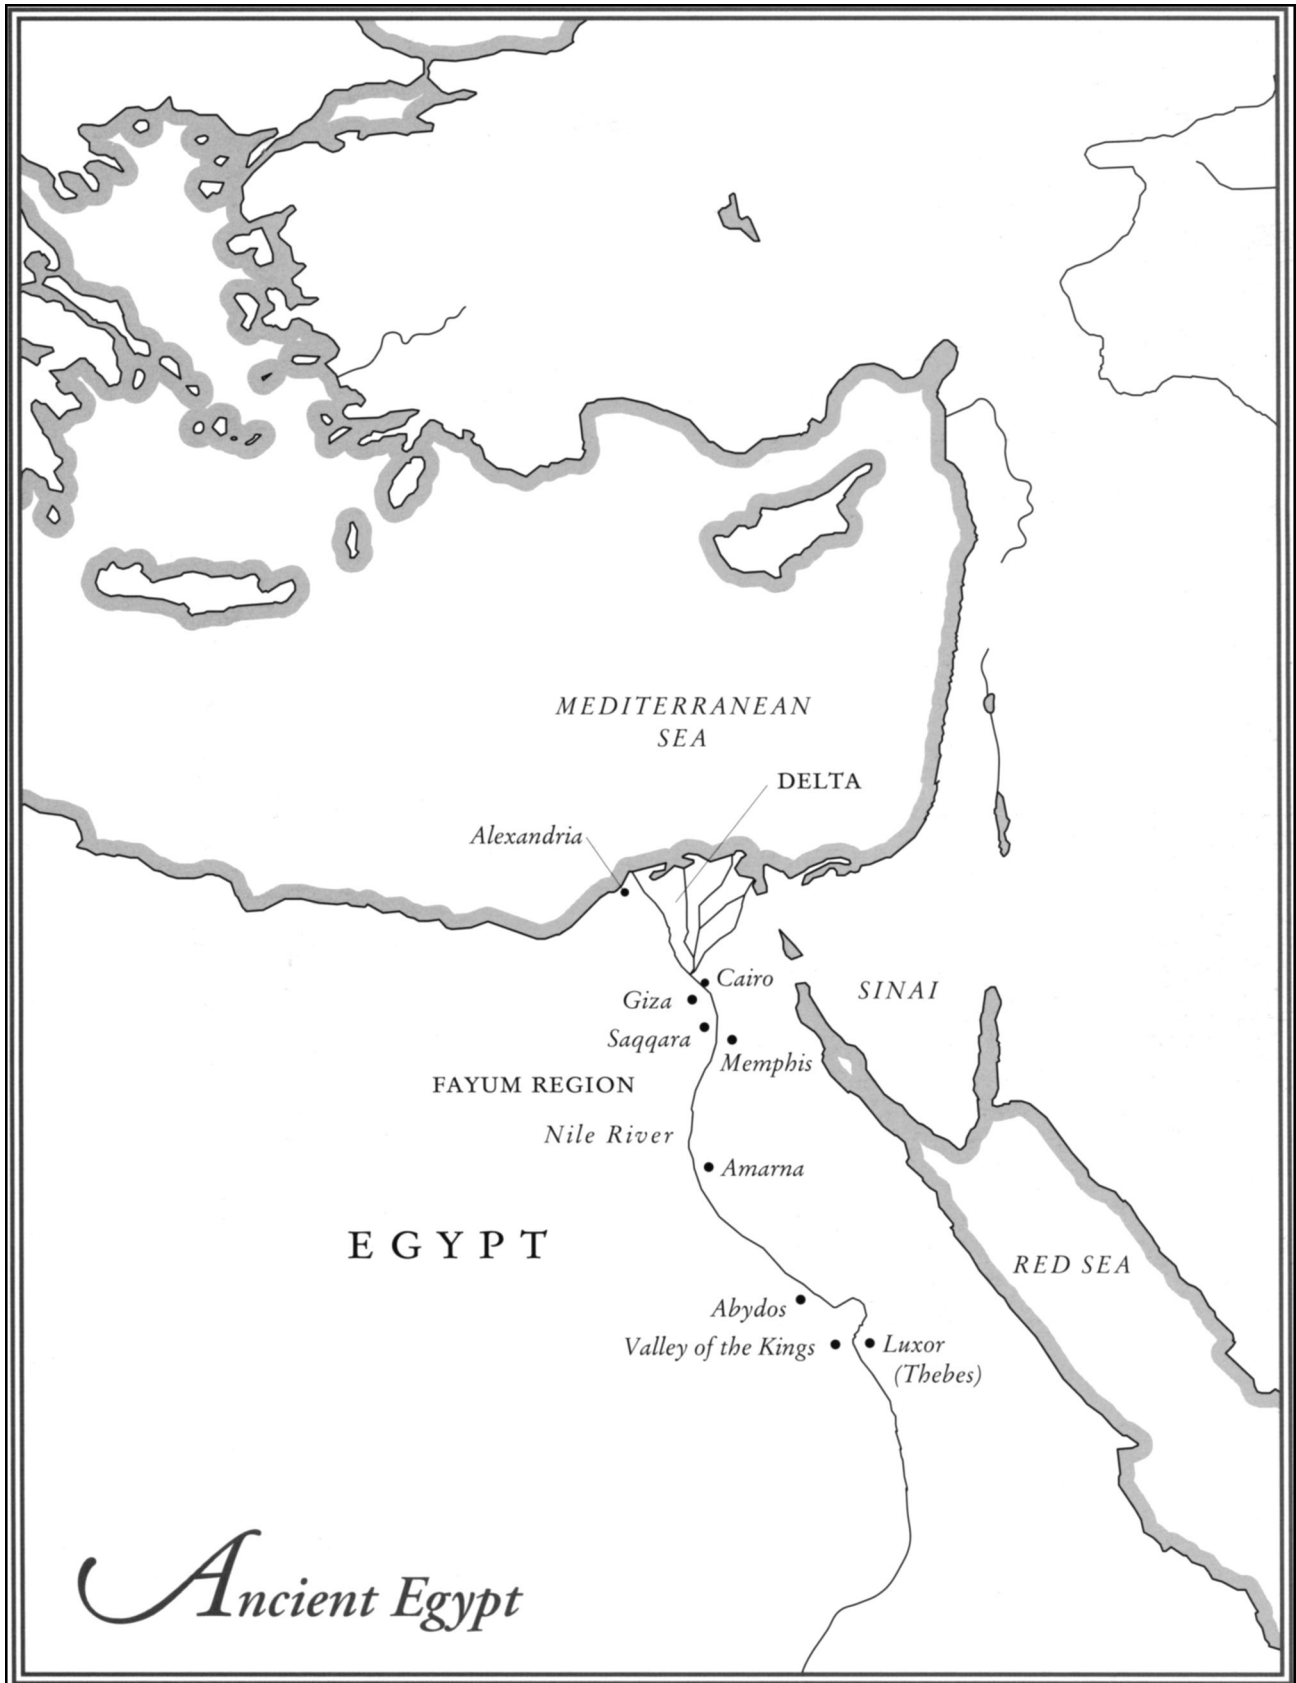 MEDITERRANEAN
SEA
DELTA
Alexandria
Cairo
SINAI
Giza
Saqqara
Memphis
FAYUM REGION
Nile River
Amarna
EGYPT
RED SEA
Abydos
Valley of the Kings
Luxor
(Thebes)
Ancient Egypt